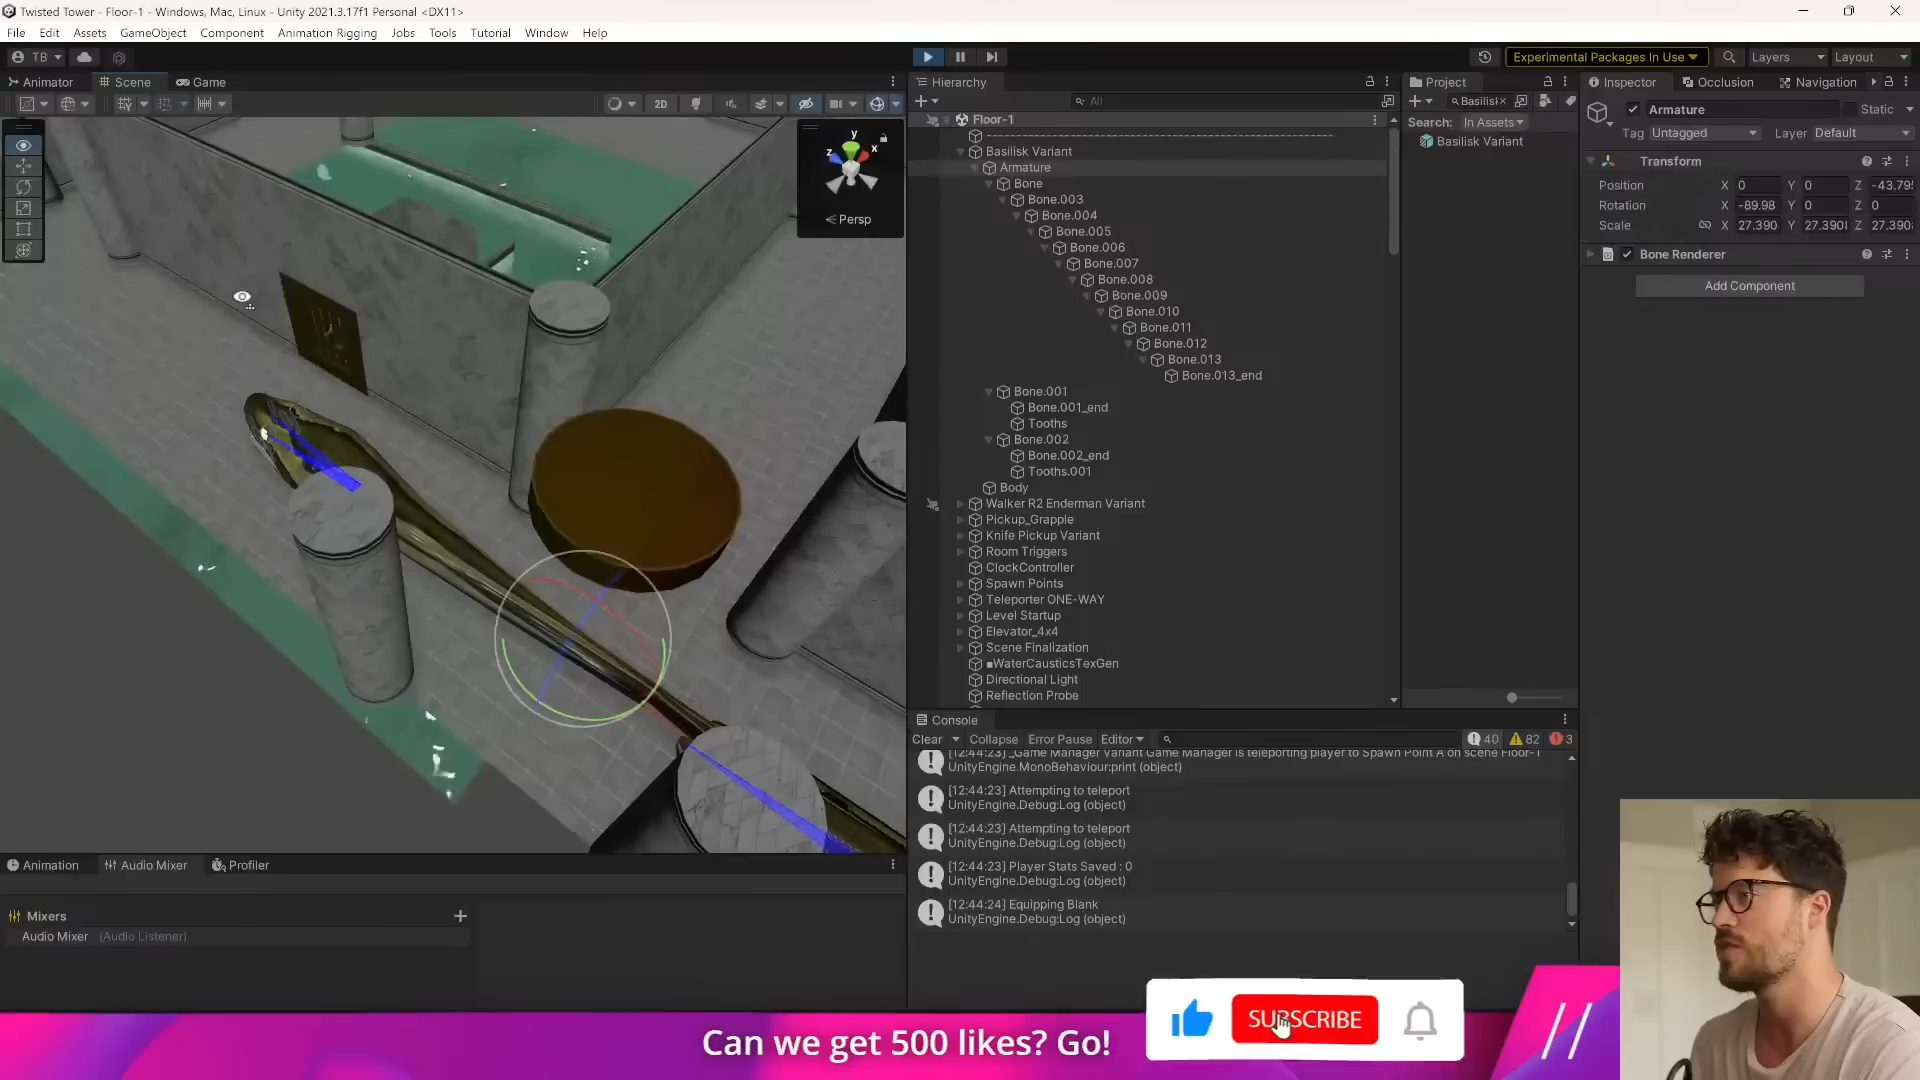 Twisted Tower - Floor-1 - Windows, Mac, Linux - Unity 2021.3.17f1 Personal <DX11>
File Edit Assets GameObject Component Animation Rigging Jobs Tools Tutorial Window Help
TB Experimental Packages In Use Layers Layout
Animator Scene Game
2D
y
x
z
Persp
Hierarchy
All
Floor-1
--------------------------------------------------------
Basilisk Variant
Armature
Bone
Bone.003
Bone.004
Bone.005
Bone.006
Bone.007
Bone.008
Bone.009
Bone.010
Bone.011
Bone.012
Bone.013
Bone.013_end
Bone.001
Bone.001_end
Tooths
Bone.002
Bone.002_end
Tooths.001
Body
Walker R2 Enderman Variant
Pickup_Grapple
Knife Pickup Variant
Room Triggers
ClockController
Spawn Points
Teleporter ONE-WAY
Level Startup
Elevator_4x4
Scene Finalization
■WaterCausticsTexGen
Directional Light
Reflection Probe
Project
Search: In Assets
Basilisk Variant
Inspector Occlusion Navigation
Armature Static
Tag Untagged Layer Default
Transform
Position X 0 Y 0 Z -43.79
Rotation X -89.98 Y 0 Z 0
Scale X 27.390 Y 27.390 Z 27.390
Bone Renderer
Add Component
Console
Clear Collapse Error Pause Editor 40 82 3
[12:44:23] _Game Manager Variant Game Manager is teleporting player to Spawn Point A on scene Floor-1
UnityEngine.MonoBehaviour:print (object)
[12:44:23] Attempting to teleport
UnityEngine.Debug:Log (object)
[12:44:23] Attempting to teleport
UnityEngine.Debug:Log (object)
[12:44:23] Player Stats Saved : 0
UnityEngine.Debug:Log (object)
[12:44:24] Equipping Blank
UnityEngine.Debug:Log (object)
Animation Audio Mixer Profiler
Mixers
Audio Mixer (Audio Listener)
Can we get 500 likes? Go!
SUBSCRIBE
//